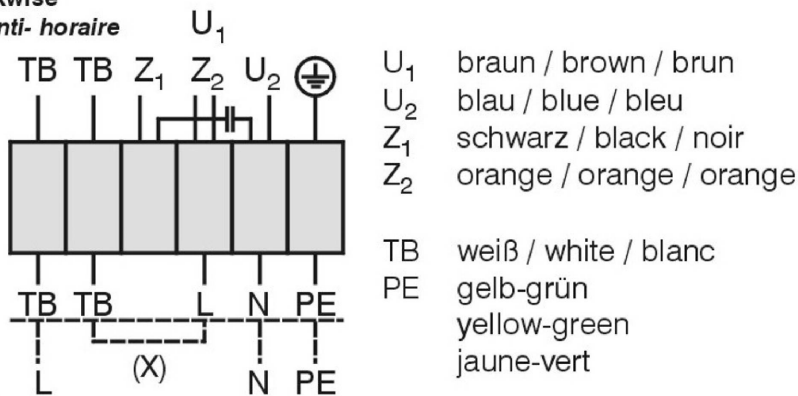 nti- horaire
U1
TB TB Z1 Z2 U2
TB TB L N PE
(X)
L N PE
U1 braun / brown / brun
U2 blau / blue / bleu
Z1 schwarz / black / noir
Z2 orange / orange / orange
TB weiß / white / blanc
PE gelb-grün
yellow-green
jaune-vert